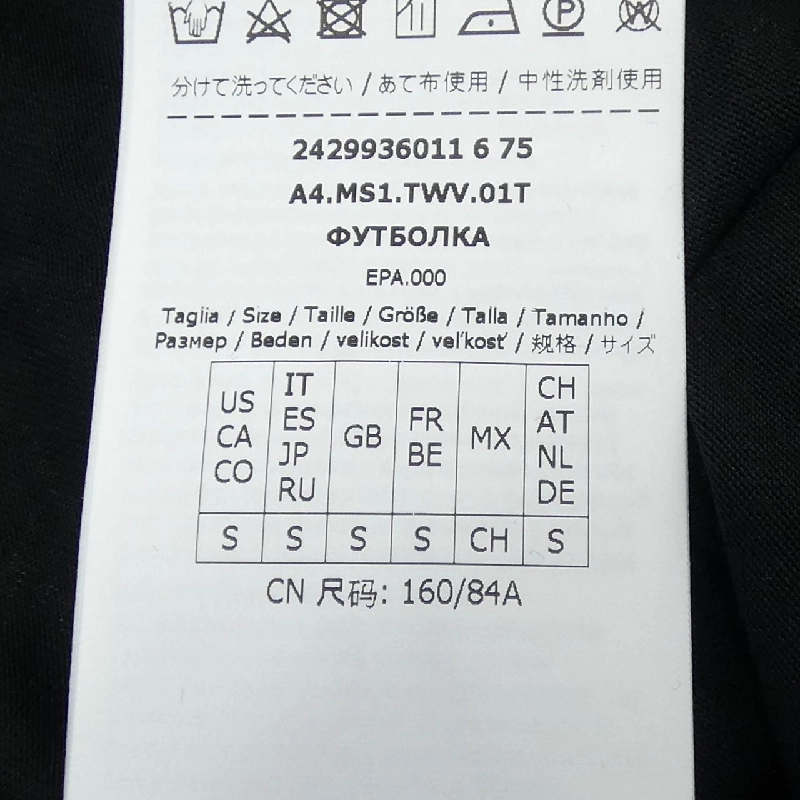 分けて洗ってください / あて布使用 / 中性洗剤使用
2429936011 6 75
A4.MS1.TWV.01T
ФУТБОЛКА
EPA.000
Taglia / Size / Taille / Größe / Talla / Tamanho /
Размер / Beden / velikost / veľkosť / 规格 / サイズ
US CA CO
IT ES JP RU
GB
FR BE
MX
CH AT NL DE
S S S S CH S
CN 尺码: 160/84A